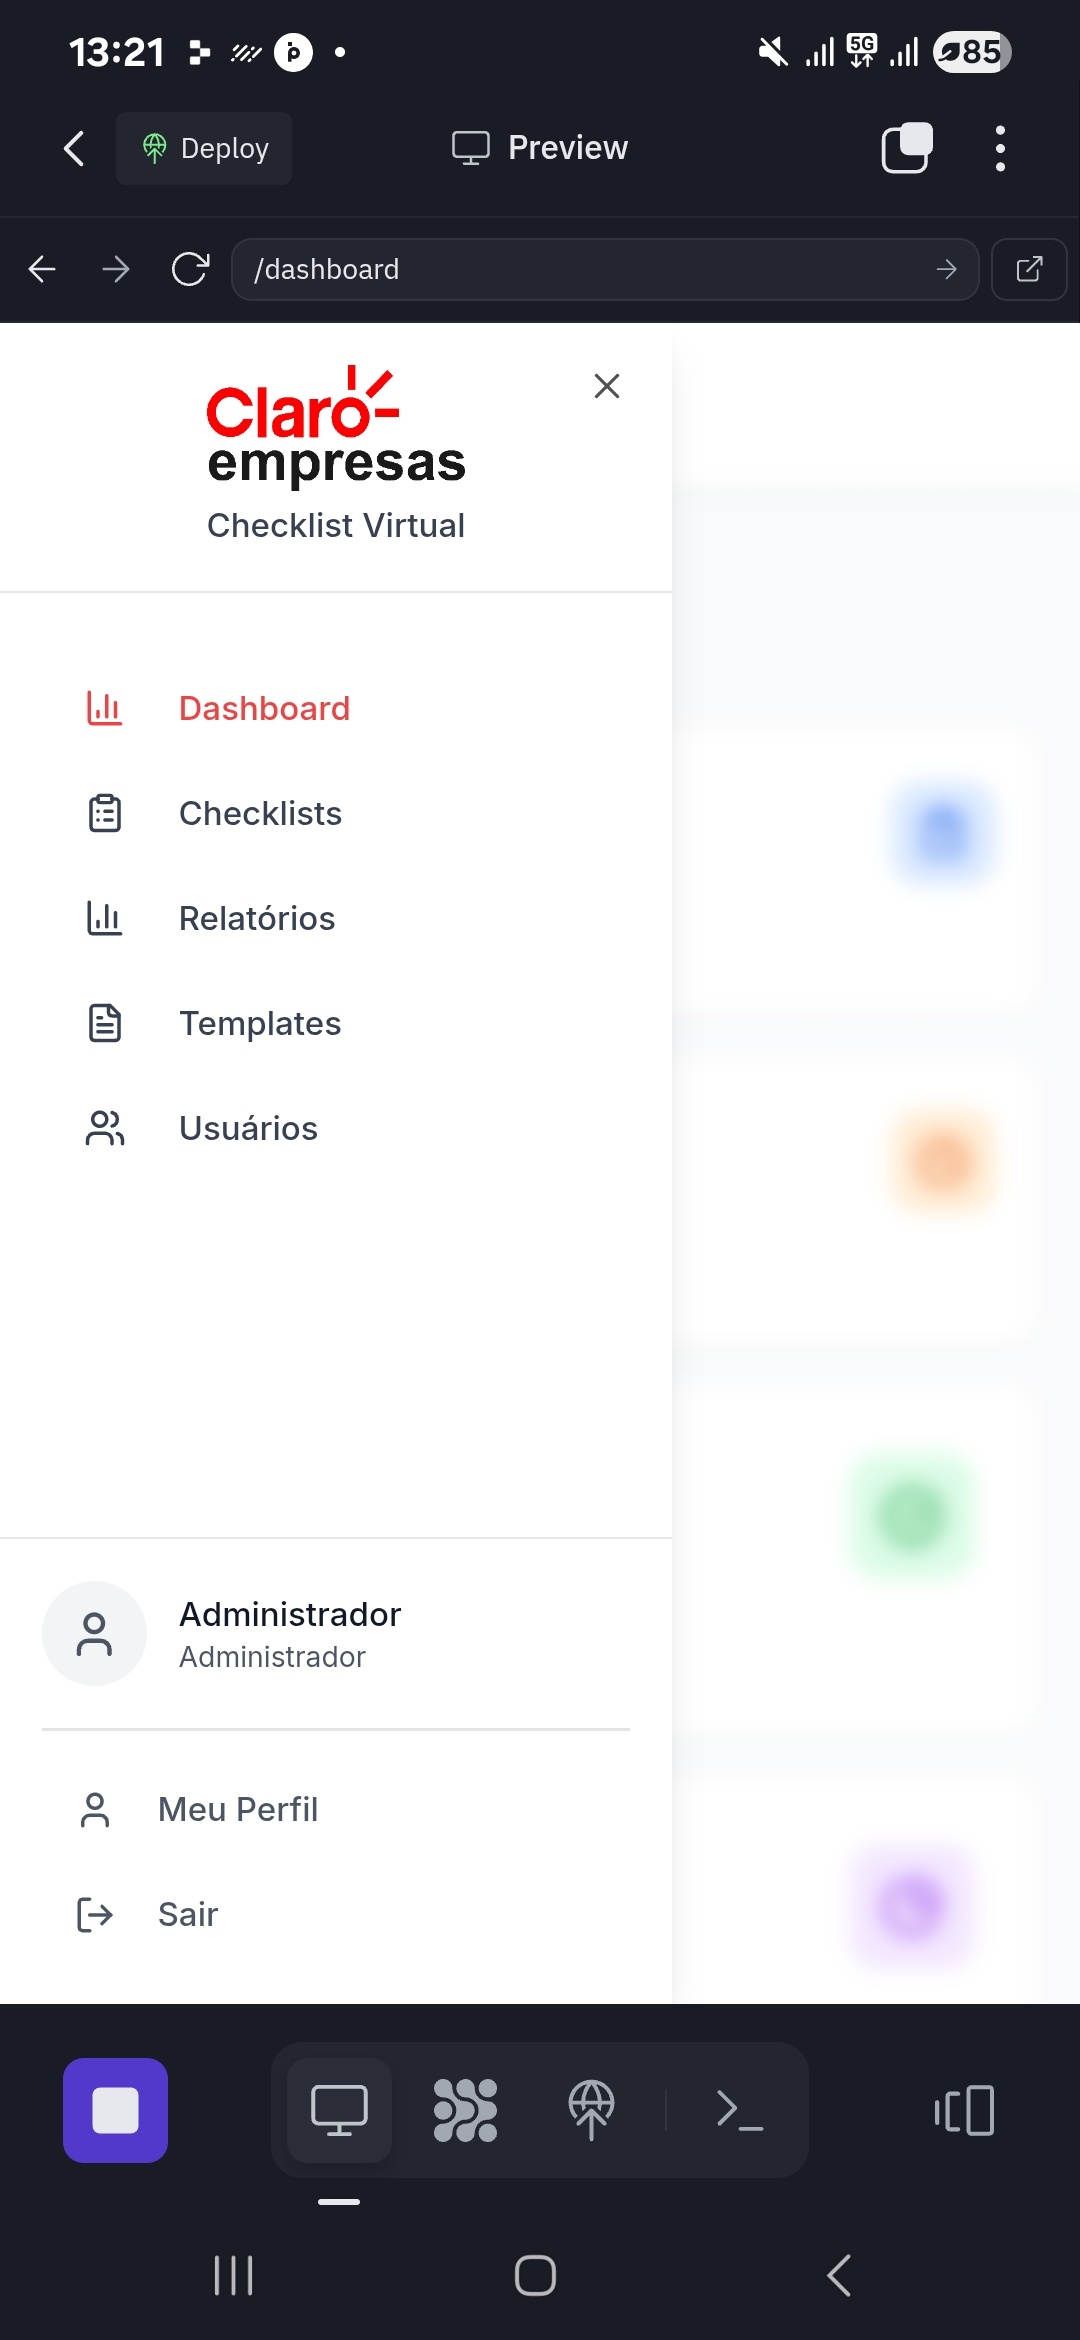 13:21
5G
85
Deploy
Preview
/dashboard
Claro
empresas
Checklist Virtual
Dashboard
Checklists
Relatórios
Templates
Usuários
Administrador
Administrador
Meu Perfil
Sair